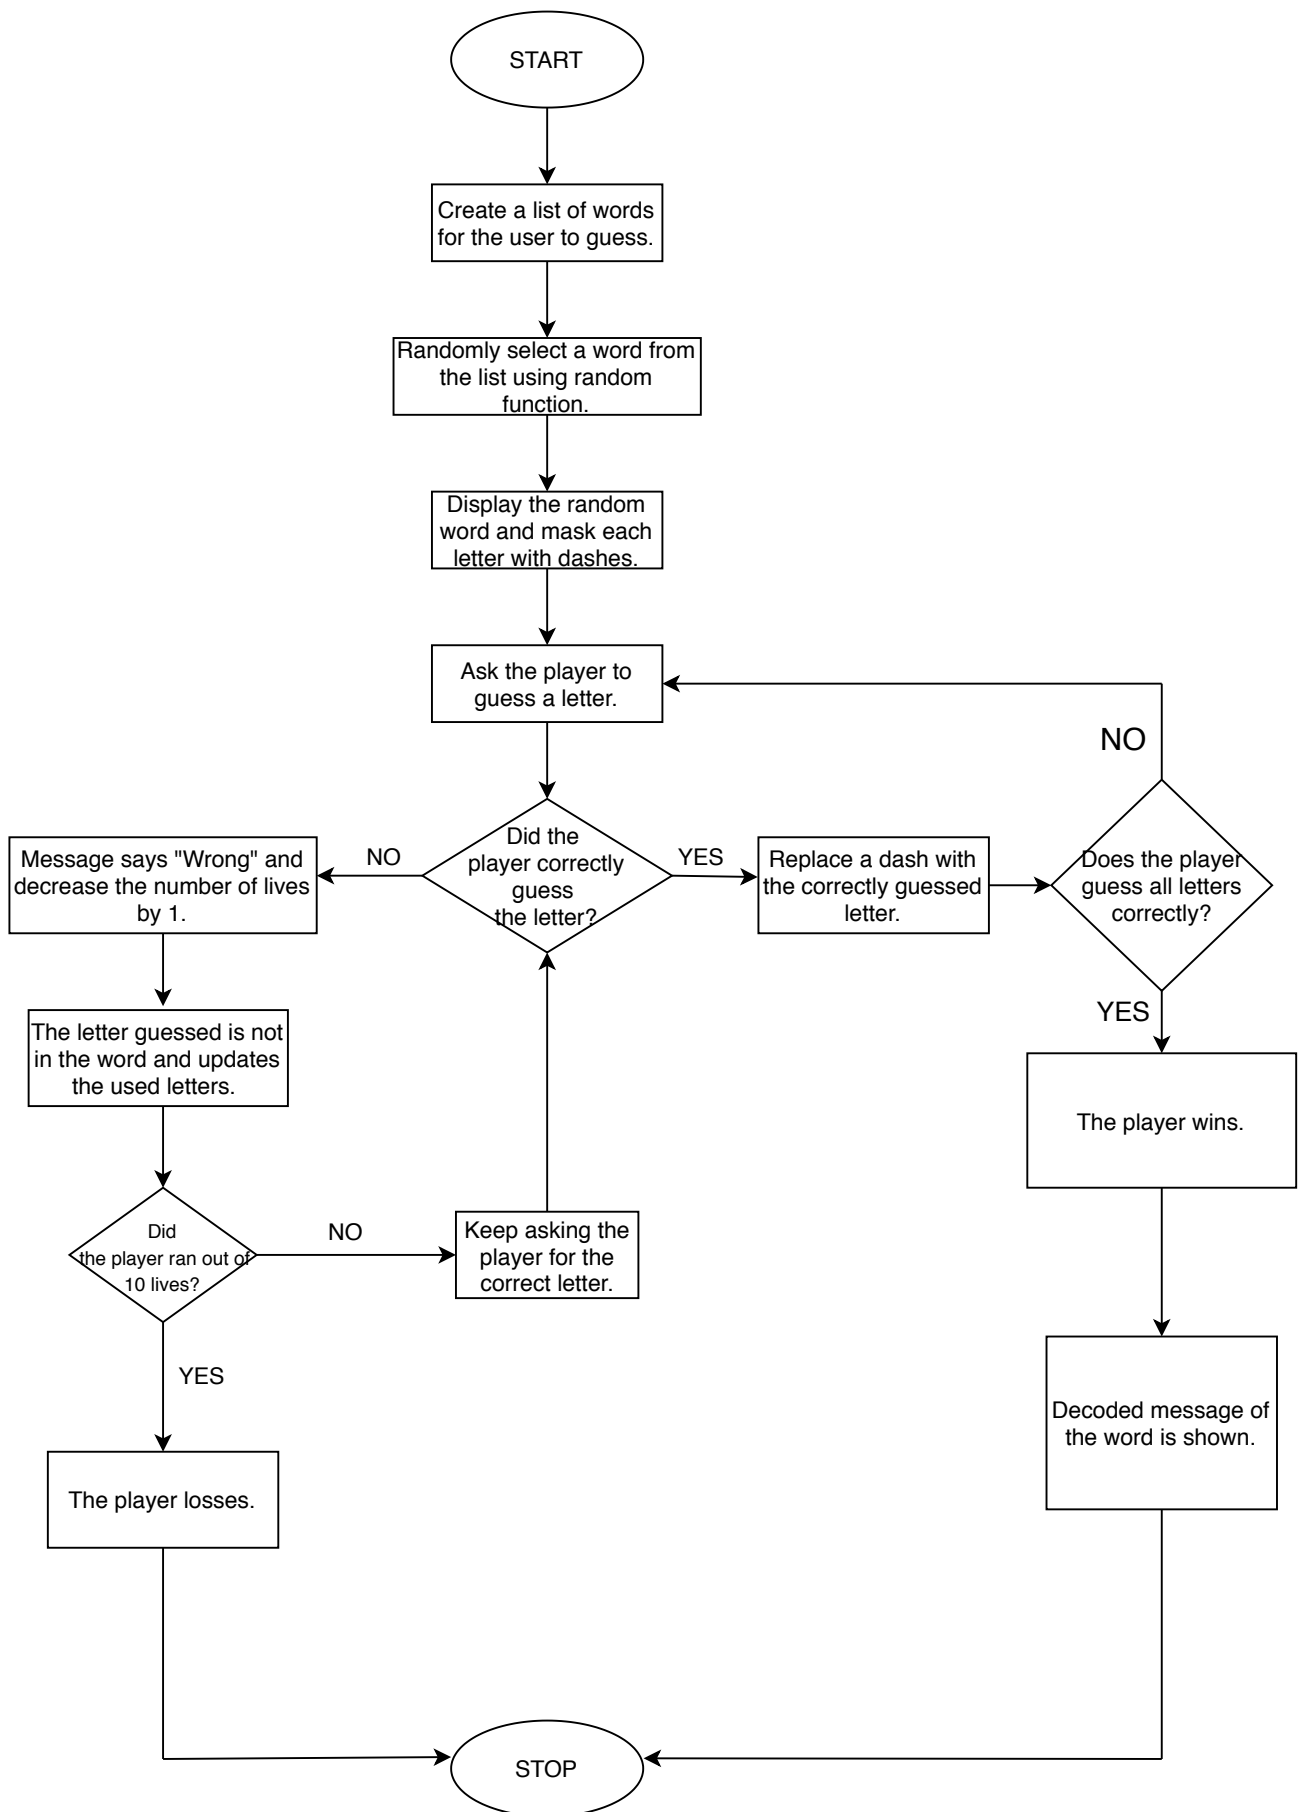 START
Create a list of words
for the user to guess.
Randomly select a word from
the list using random
function.
Display the random
word and mask each
letter with dashes.
Ask the player to
guess a letter.
NO
Did the
player correctly
guess
the letter?
NO
YES
Message says "Wrong" and
decrease the number of lives
by 1.
Replace a dash with
the correctly guessed
letter.
Does the player
guess all letters
correctly?
YES
The letter guessed is not
in the word and updates
the used letters.
The player wins.
Did
the player ran out of
10 lives?
NO
Keep asking the
player for the
correct letter.
YES
Decoded message of
the word is shown.
The player losses.
STOP